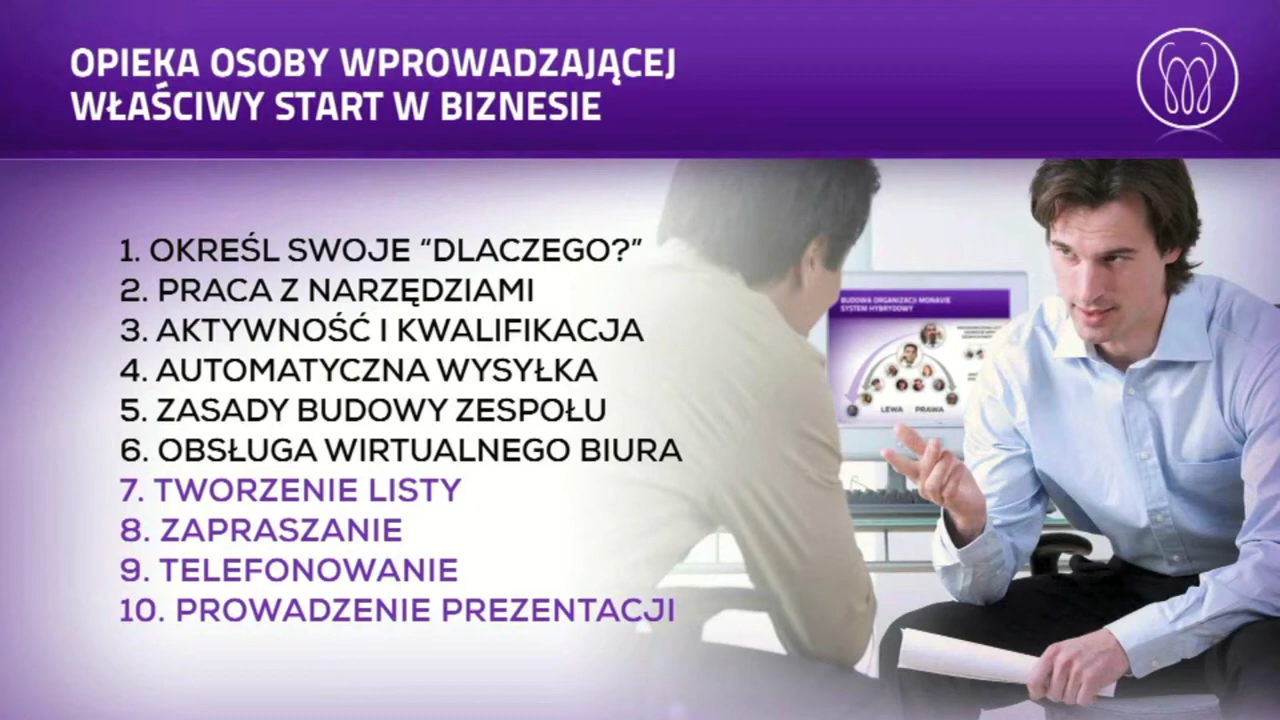 OPIEKA OSOBY WPROWADZAJĄCEJ
WŁAŚCIWY START W BIZNESIE
1. OKREŚL SWOJE “DLACZEGO?”
2. PRACA Z NARZĘDZIAMI
3. AKTYWNOŚĆ I KWALIFIKACJA
4. AUTOMATYCZNA WYSYŁKA
5. ZASADY BUDOWY ZESPOŁU
6. OBSŁUGA WIRTUALNEGO BIURA
7. TWORZENIE LISTY
8. ZAPRASZANIE
9. TELEFONOWANIE
10. PROWADZENIE PREZENTACJI
BUDOWA ORGANIZACJI MONAVIE
SYSTEM HYBRYDOWY
LEWA PRAWA